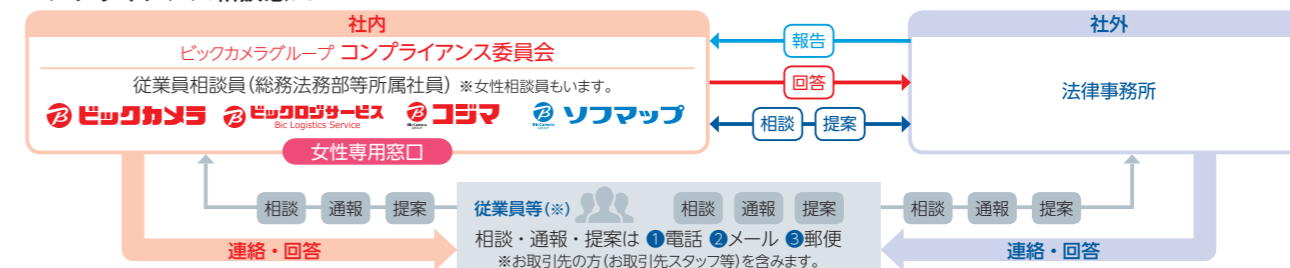 社内
ビックカメラグループ コンプライアンス委員会
従業員相談員(総務法務部等所属社員) ※女性相談員もいます。
ビックカメラ ビックロジサービス Bic Logistics Service コジマ ソフマップ
女性専用窓口
報告
回答
相談 提案
社外
法律事務所
相談 通報 提案
連絡・回答
従業員等(※) 相談 通報 提案
相談・通報・提案は ❶電話 ❷メール ❸郵便
※お取引先の方(お取引先スタッフ等)を含みます。
相談 通報 提案
連絡・回答